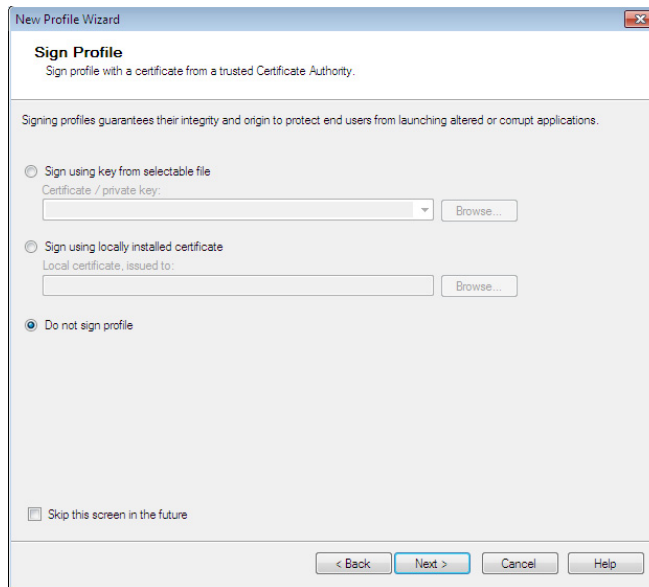 New Profile Wizard
Sign Profile
Sign profile with a certificate from a trusted Certificate Authority.
Signing profiles guarantees their integrity and origin to protect end users from launching altered or corrupt applications.
Sign using key from selectable file
Certificate / private key:
Browse...
Sign using locally installed certificate
Local certificate, issued to:
Browse...
Do not sign profile
Skip this screen in the future
< Back Next > Cancel Help